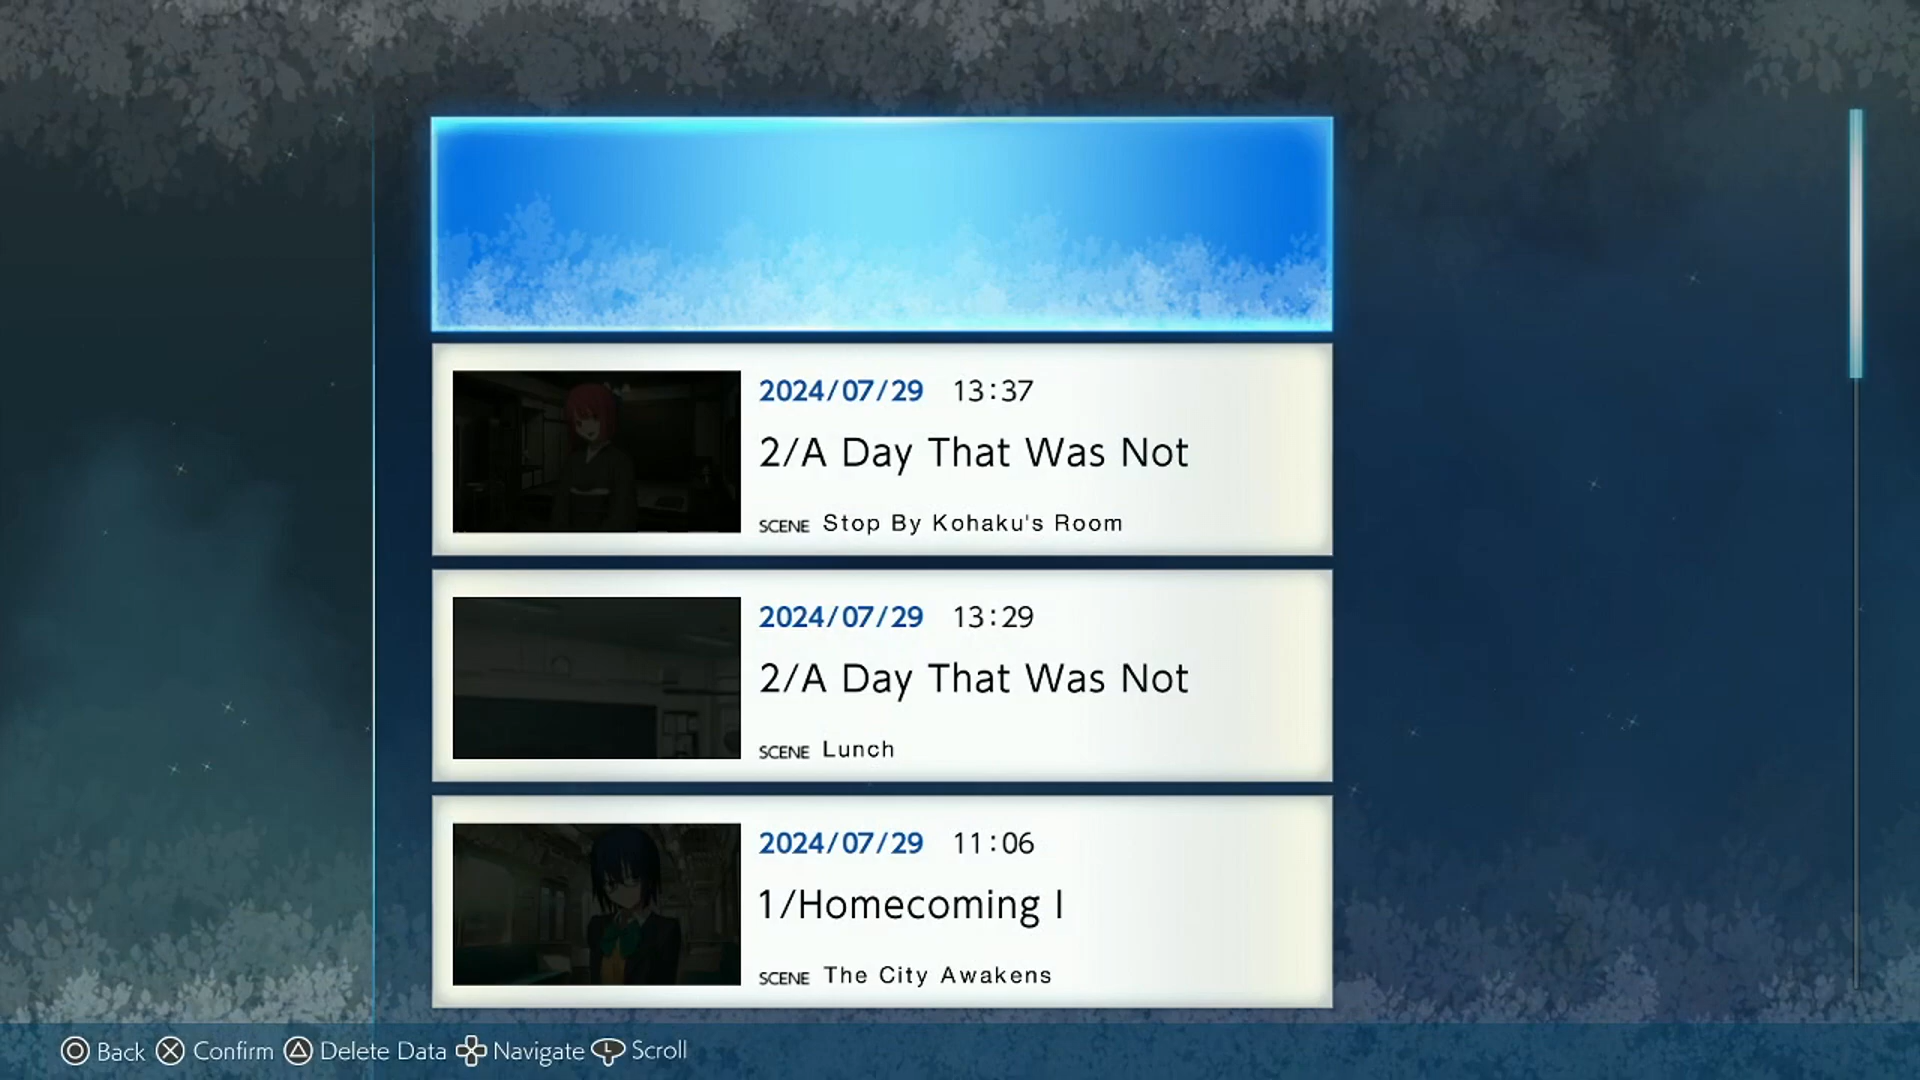 2024/07/29 13:37
2/A Day That Was Not
SCENE Stop By Kohaku's Room
2024/07/29 13:29
2/A Day That Was Not
SCENE Lunch
2024/07/29 11:06
1/Homecoming I
SCENE The City Awakens
Back Confirm Delete Data Navigate L Scroll